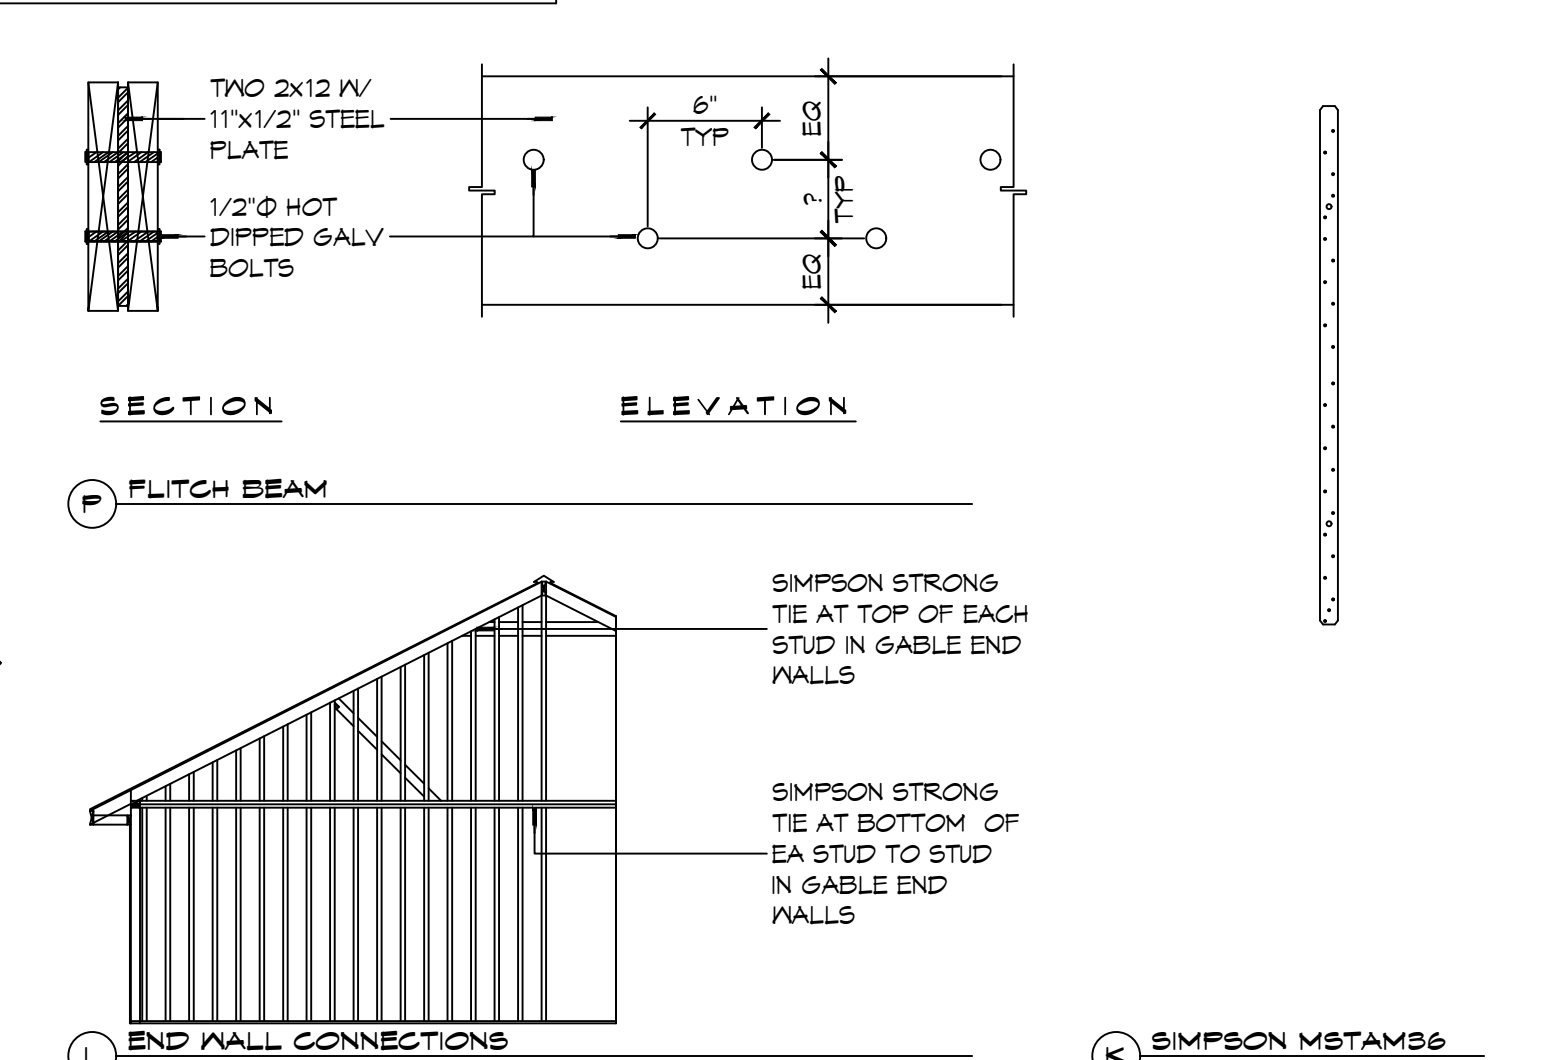 TWO 2x12 W/
11"x1/2" STEEL
PLATE
1/2"Φ HOT
DIPPED GALV
BOLTS
6"
TYP
EQ
?
TYP
EQ
SECTION
ELEVATION
P FLITCH BEAM
SIMPSON STRONG
TIE AT TOP OF EACH
STUD IN GABLE END
WALLS
SIMPSON STRONG
TIE AT BOTTOM OF
EA STUD TO STUD
IN GABLE END
WALLS
END WALL CONNECTIONS
K SIMPSON MSTAM36